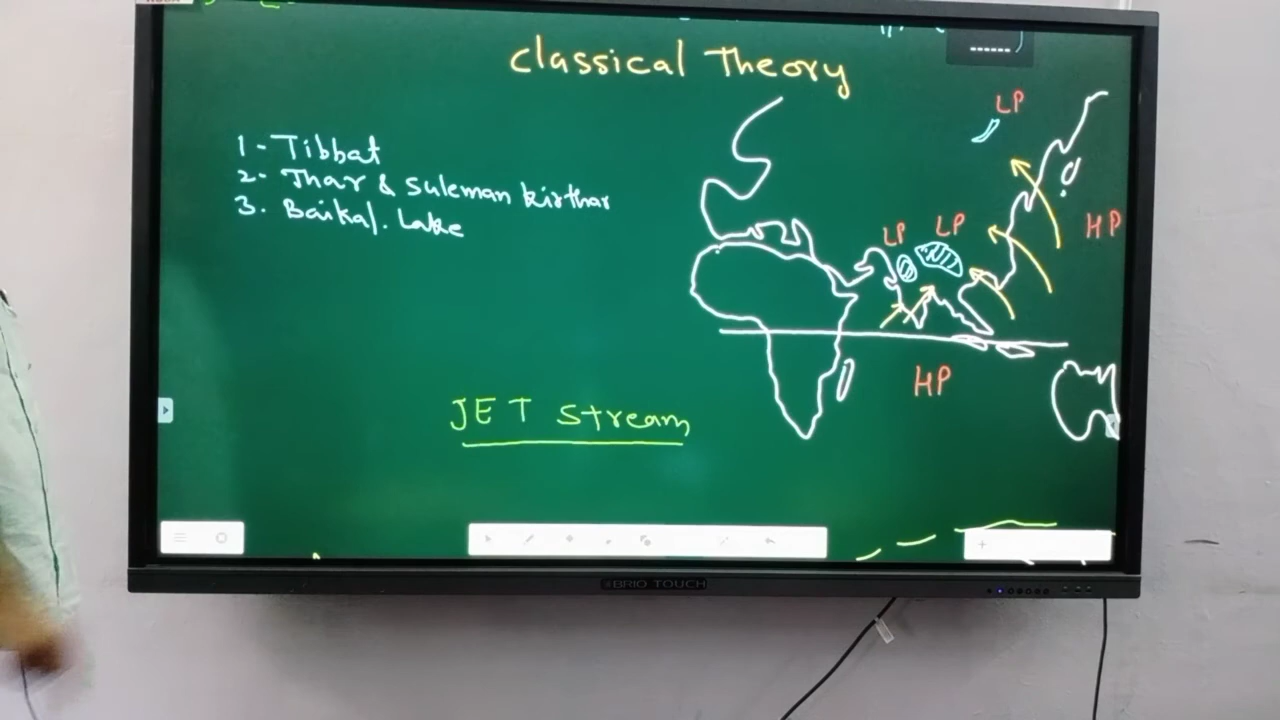 Classical Theory
LP
1- Tibbat
2- Thar & Suleman Kirthar
3. Baikal. Lake
LP LP
HP
HP
JET Stream
BRIO TOUCH